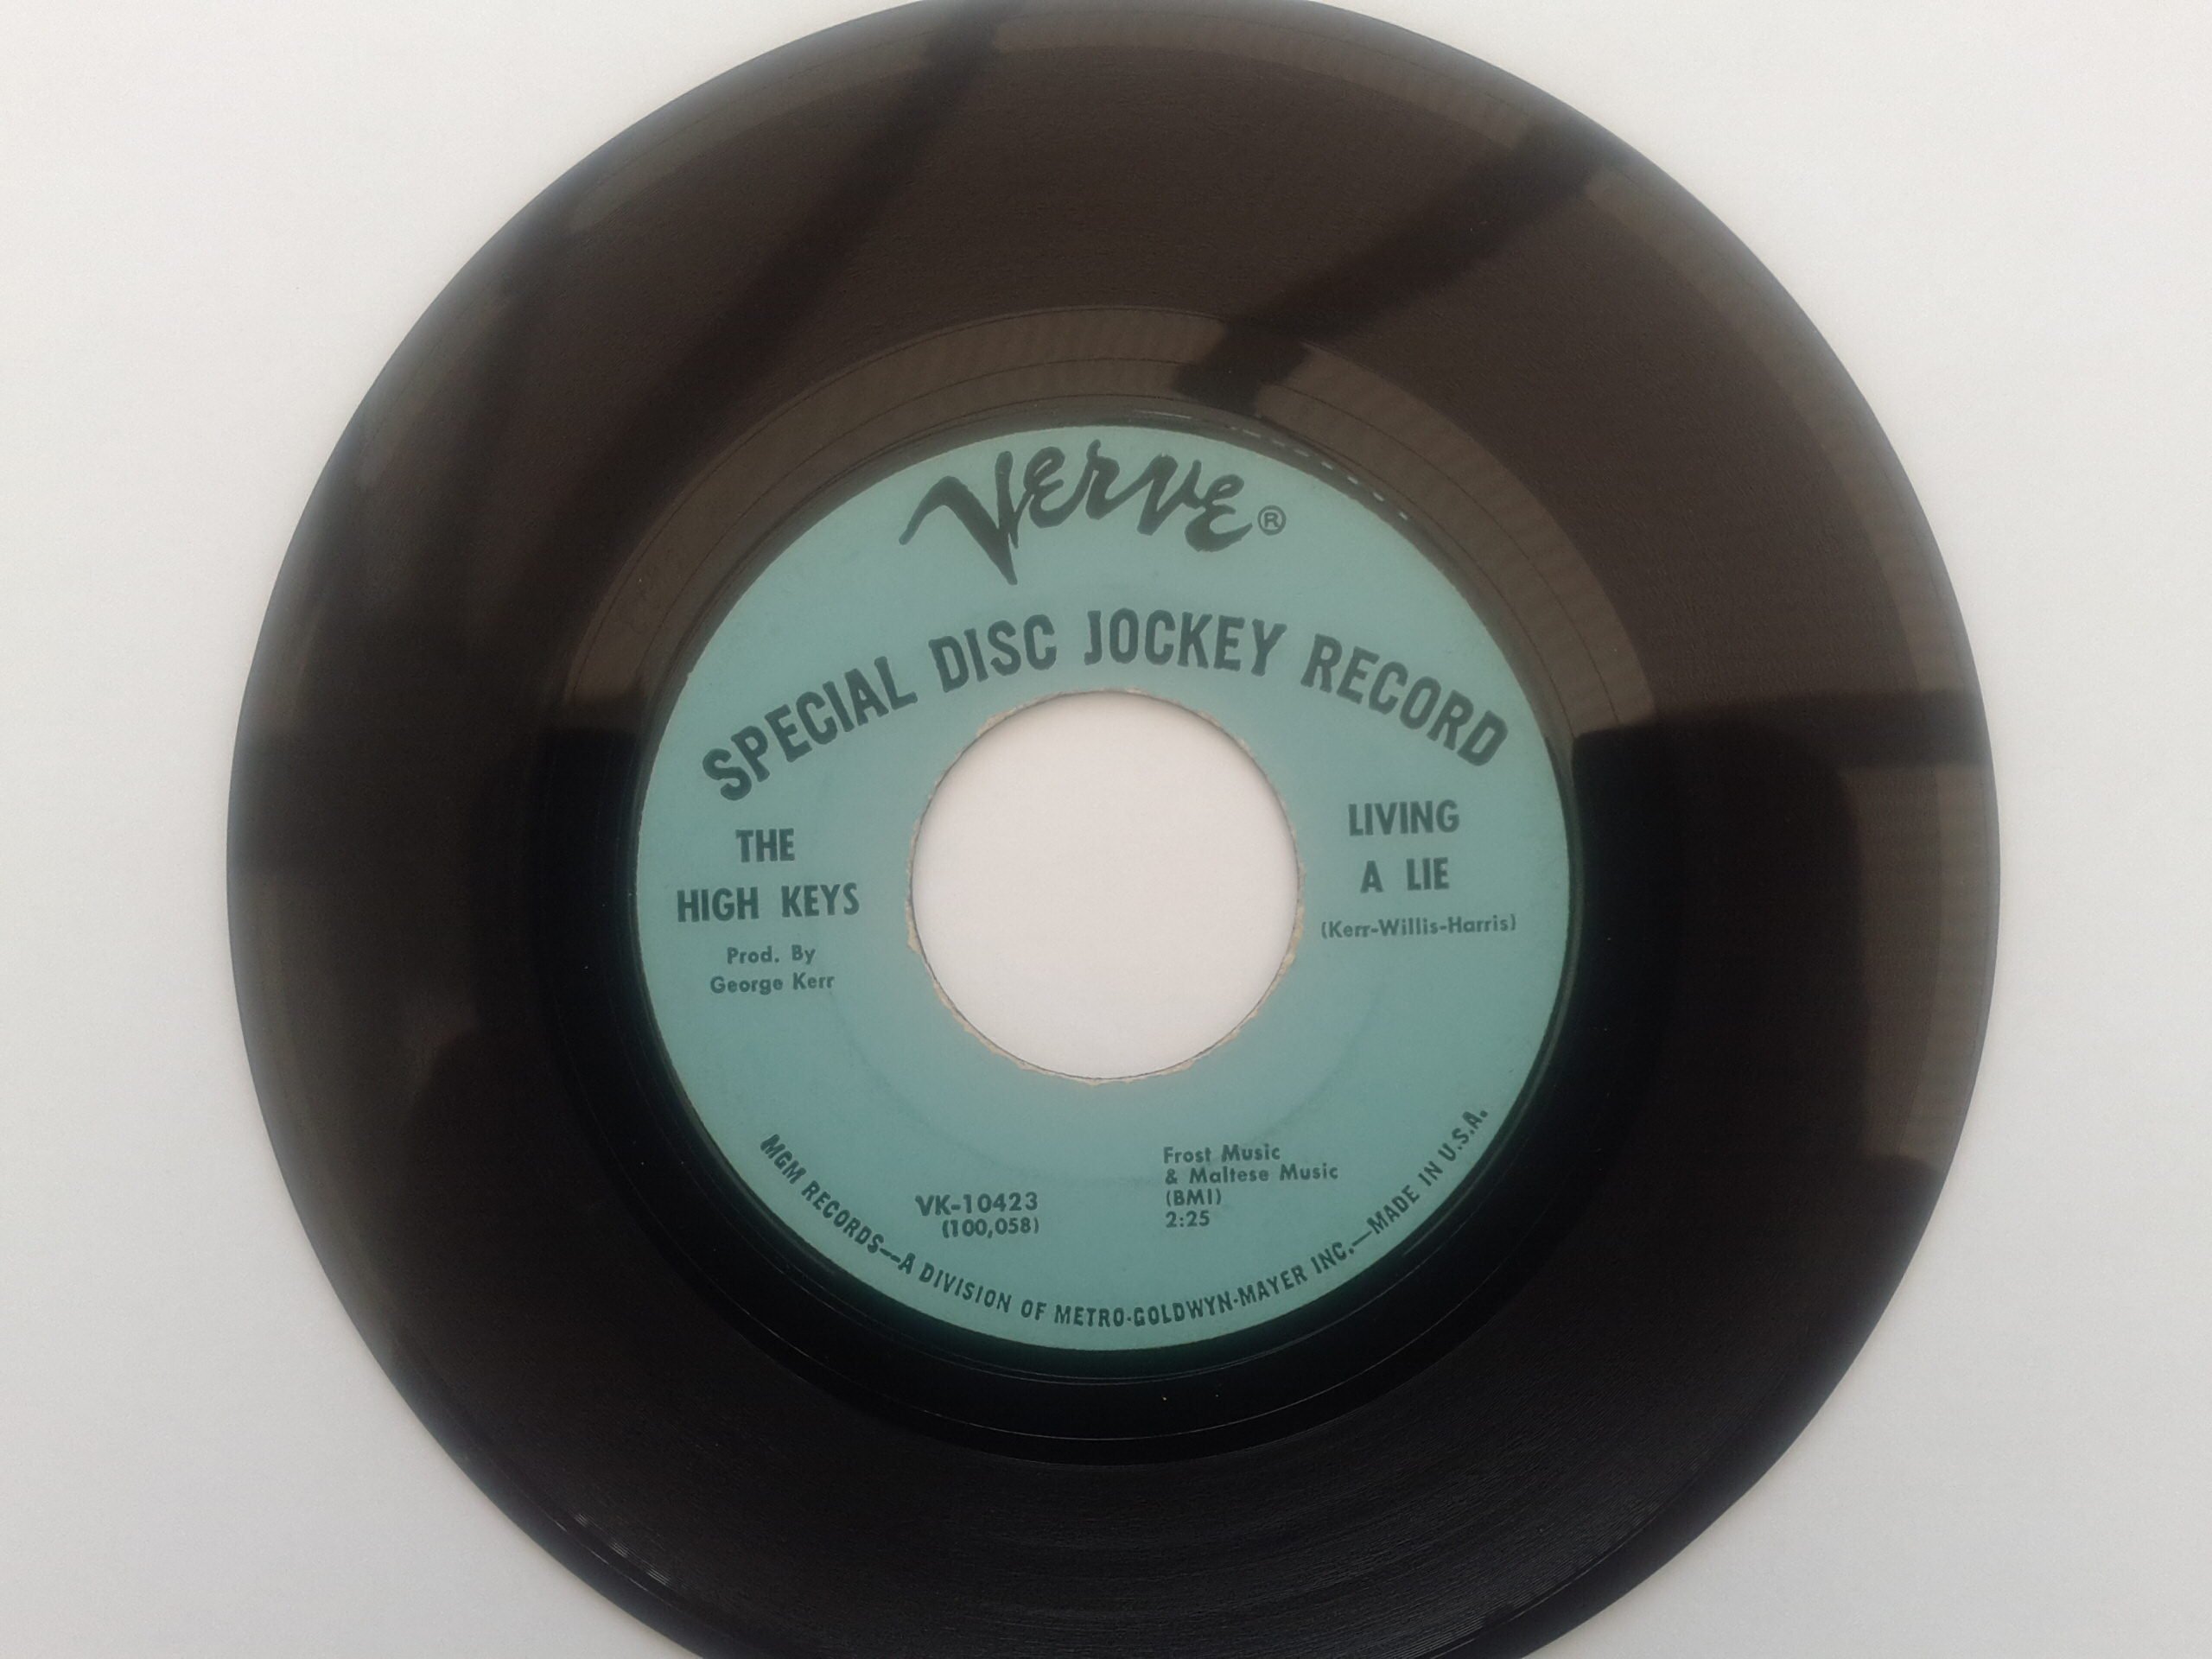 Verve®
SPECIAL DISC JOCKEY RECORD
THE
HIGH KEYS
Prod. By
George Kerr
LIVING
A LIE
(Kerr-Willis-Harris)
VK-10423
(100,058)
Frost Music
& Maltese Music
(BMI)
2:25
MGM RECORDS—A DIVISION OF METRO-GOLDWYN-MAYER INC.—MADE IN U.S.A.